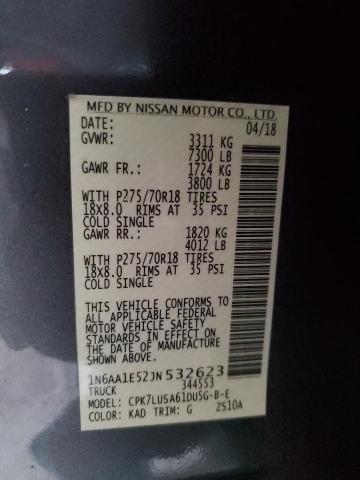 MFD BY NISSAN MOTOR CO., LTD.
DATE: 04/18
GVWR: 3311 KG
7300 LB
GAWR FR.: 1724 KG
3800 LB
WITH P275/70R18 TIRES
18x8.0 RIMS AT 35 PSI
COLD SINGLE
GAWR RR.: 1820 KG
4012 LB
WITH P275/70R18 TIRES
18x8.0 RIMS AT 35 PSI
COLD SINGLE
THIS VEHICLE CONFORMS TO
ALL APPLICABLE FEDERAL
MOTOR VEHICLE SAFETY
STANDARDS IN EFFECT ON
THE DATE OF MANUFACTURE
SHOWN ABOVE.
1N6AA1E52JN532623
TRUCK 344553
MODEL: CPK7LUSA61DU5G-B-E
COLOR: KAD TRIM: G ZS10A